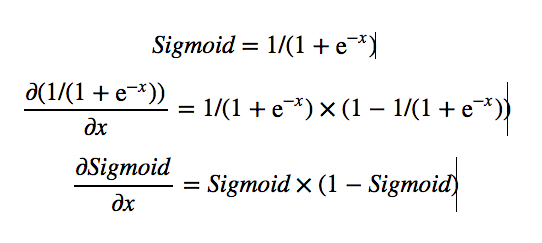 Sigmoid = 1/(1 + e⁻ˣ)
∂(1/(1 + e⁻ˣ))/∂x = 1/(1 + e⁻ˣ) × (1 − 1/(1 + e⁻ˣ))
∂Sigmoid/∂x = Sigmoid × (1 − Sigmoid)